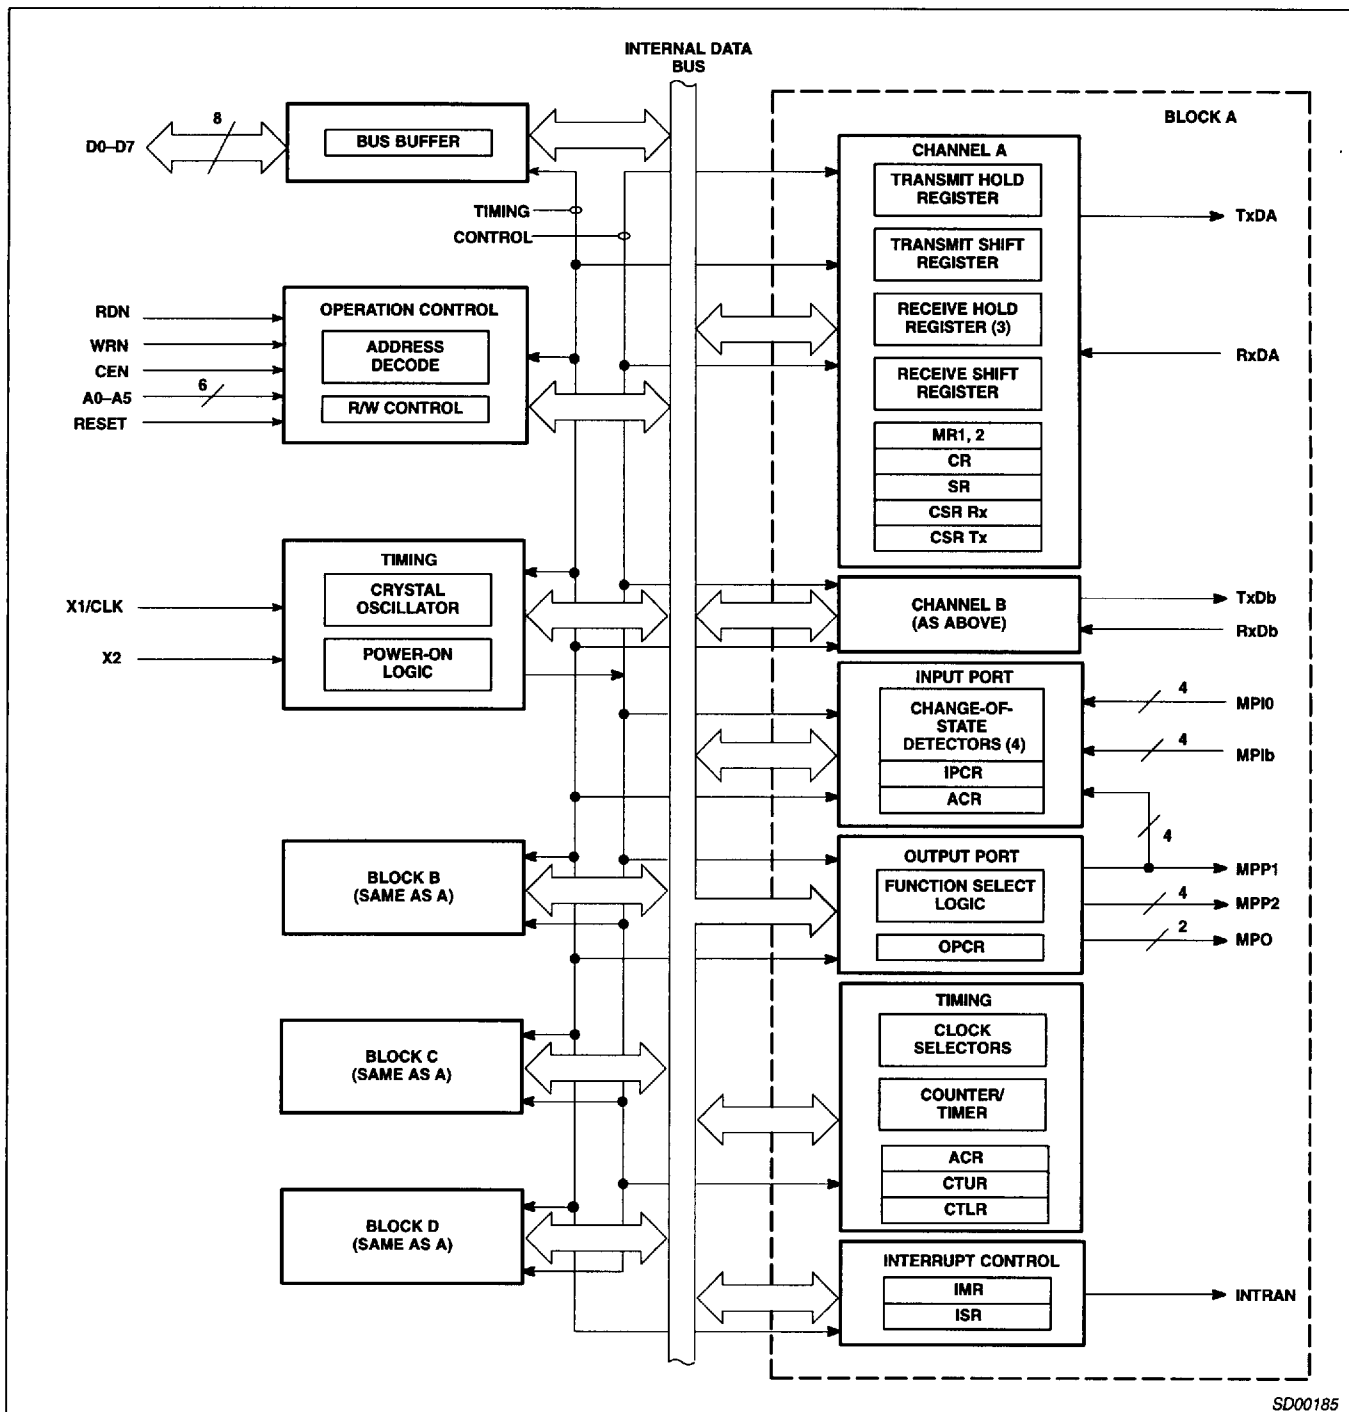 INTERNAL DATA
BUS
D0–D7
8
BUS BUFFER
TIMING
CONTROL
RDN
WRN
CEN
A0–A5
6
RESET
OPERATION CONTROL
ADDRESS
DECODE
R/W CONTROL
X1/CLK
X2
TIMING
CRYSTAL
OSCILLATOR
POWER-ON
LOGIC
BLOCK B
(SAME AS A)
BLOCK C
(SAME AS A)
BLOCK D
(SAME AS A)
BLOCK A
CHANNEL A
TRANSMIT HOLD
REGISTER
TRANSMIT SHIFT
REGISTER
RECEIVE HOLD
REGISTER (3)
RECEIVE SHIFT
REGISTER
MR1, 2
CR
SR
CSR Rx
CSR Tx
TxDA
RxDA
CHANNEL B
(AS ABOVE)
TxDb
RxDb
INPUT PORT
CHANGE-OF-
STATE
DETECTORS (4)
IPCR
ACR
4
MPI0
4
MPIb
4
OUTPUT PORT
FUNCTION SELECT
LOGIC
OPCR
MPP1
4
MPP2
2
MPO
TIMING
CLOCK
SELECTORS
COUNTER/
TIMER
ACR
CTUR
CTLR
INTERRUPT CONTROL
IMR
ISR
INTRAN
SD00185